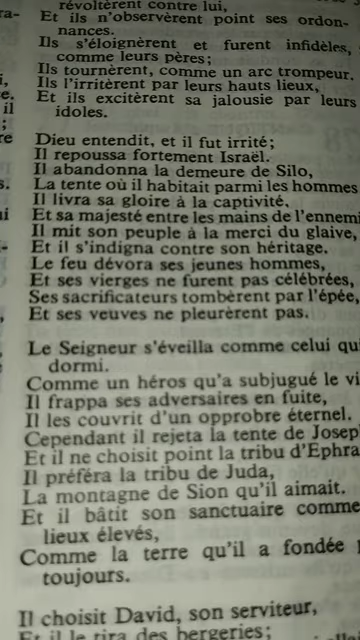 révoltèrent contre lui,
Et ils n'observèrent point ses ordon-
nances.
Ils s'éloignèrent et furent infidèles,
comme leurs pères;
Ils tournèrent, comme un arc trompeur.
Ils l'irritèrent par leurs hauts lieux,
Et ils excitèrent sa jalousie par leurs
idoles.
Dieu entendit, et il fut irrité;
Il repoussa fortement Israël.
Il abandonna la demeure de Silo,
La tente où il habitait parmi les hommes
Il livra sa gloire à la captivité,
Et sa majesté entre les mains de l'ennemi
Il mit son peuple à la merci du glaive,
Et il s'indigna contre son héritage.
Le feu dévora ses jeunes hommes,
Et ses vierges ne furent pas célébrées,
Ses sacrificateurs tombèrent par l'épée,
Et ses veuves ne pleurèrent pas.
Le Seigneur s'éveilla comme celui qui
dormi.
Comme un héros qu'a subjugué le vi
Il frappa ses adversaires en fuite,
Il les couvrit d'un opprobre éternel.
Cependant il rejeta la tente de Josep
Et il ne choisit point la tribu d'Ephra
Il préféra la tribu de Juda,
La montagne de Sion qu'il aimait.
Et il bâtit son sanctuaire comme
lieux élevés,
Comme la terre qu'il a fondée
toujours.
Il choisit David, son serviteur,
Et il le tira des bergeries;